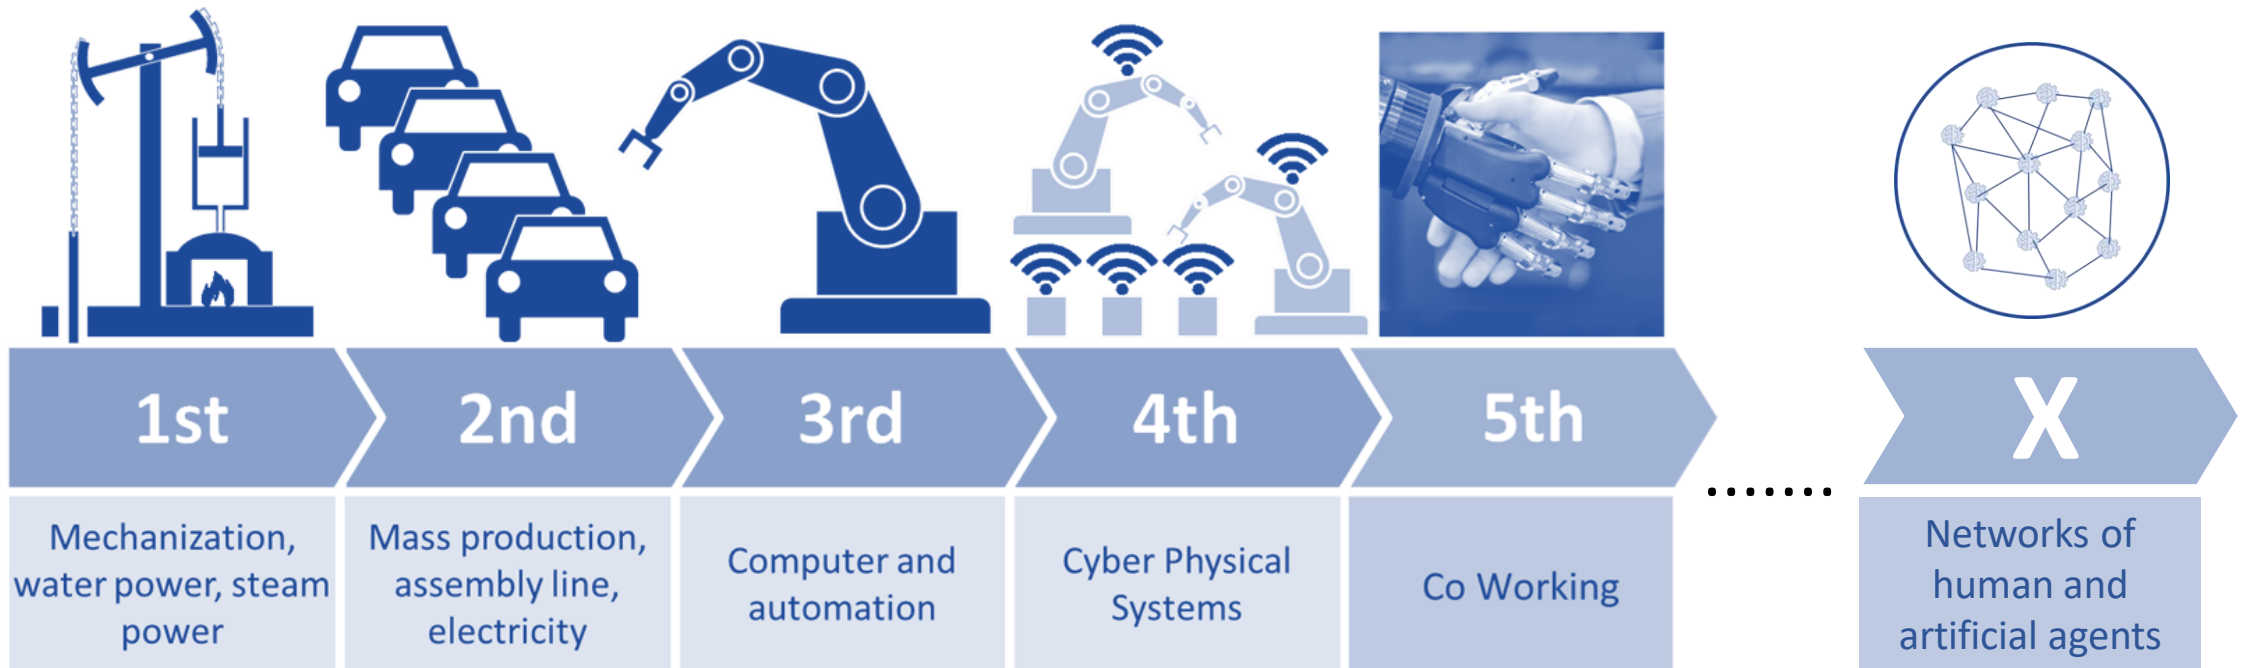 1st
2nd
3rd
4th
5th
X
.......
Mechanization,
water power, steam
power
Mass production,
assembly line,
electricity
Computer and
automation
Cyber Physical
Systems
Co Working
Networks of
human and
artificial agents